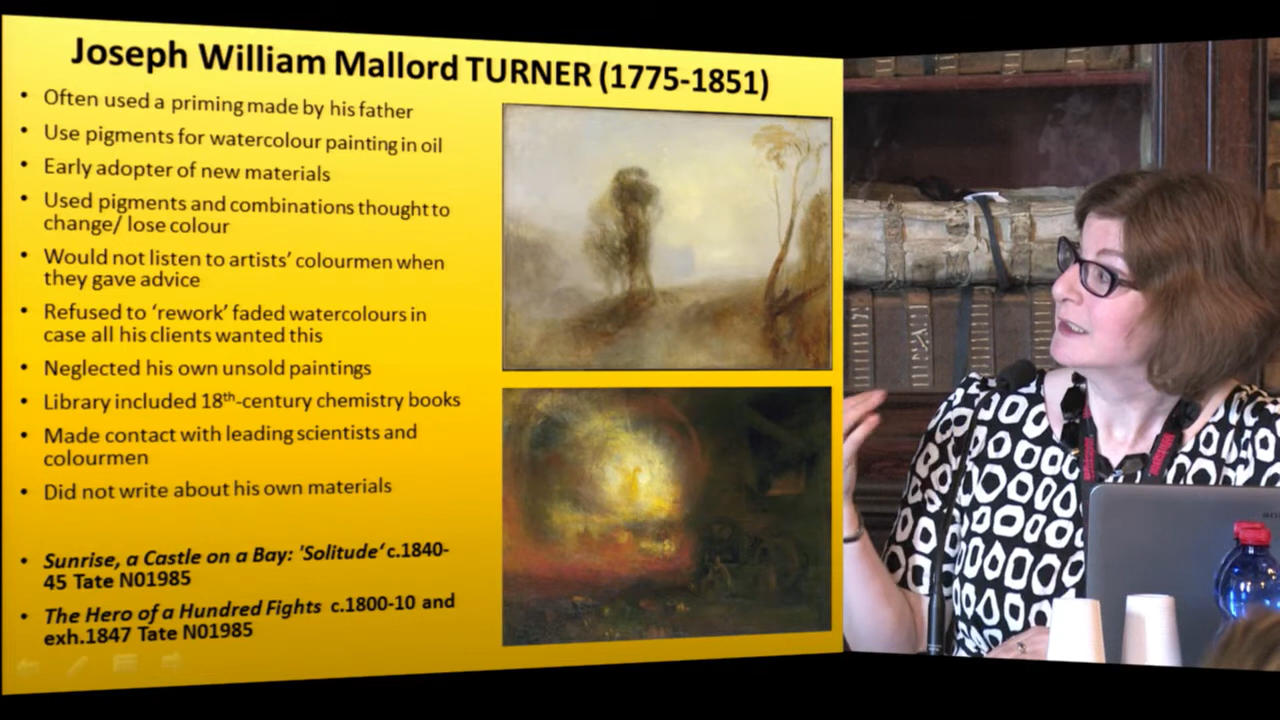 Joseph William Mallord TURNER (1775-1851)
• Often used a priming made by his father
• Use pigments for watercolour painting in oil
• Early adopter of new materials
• Used pigments and combinations thought to
change/ lose colour
• Would not listen to artists’ colourmen when
they gave advice
• Refused to ‘rework’ faded watercolours in
case all his clients wanted this
• Neglected his own unsold paintings
• Library included 18th-century chemistry books
• Made contact with leading scientists and
colourmen
• Did not write about his own materials
• Sunrise, a Castle on a Bay: 'Solitude‘ c.1840-
45 Tate N01985
• The Hero of a Hundred Fights c.1800-10 and
exh.1847 Tate N01985